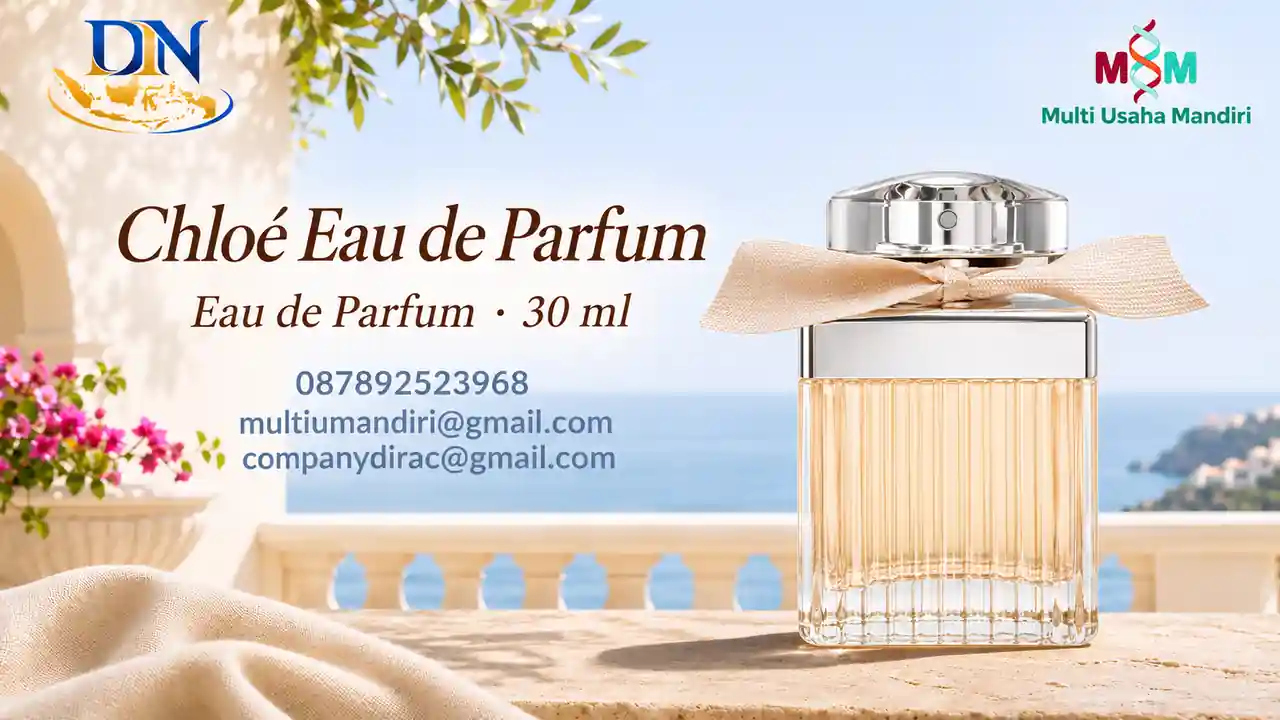 DN
MSM
Multi Usaha Mandiri
Chloé Eau de Parfum
Eau de Parfum · 30 ml
087892523968
multiumandiri@gmail.com
companydirac@gmail.com